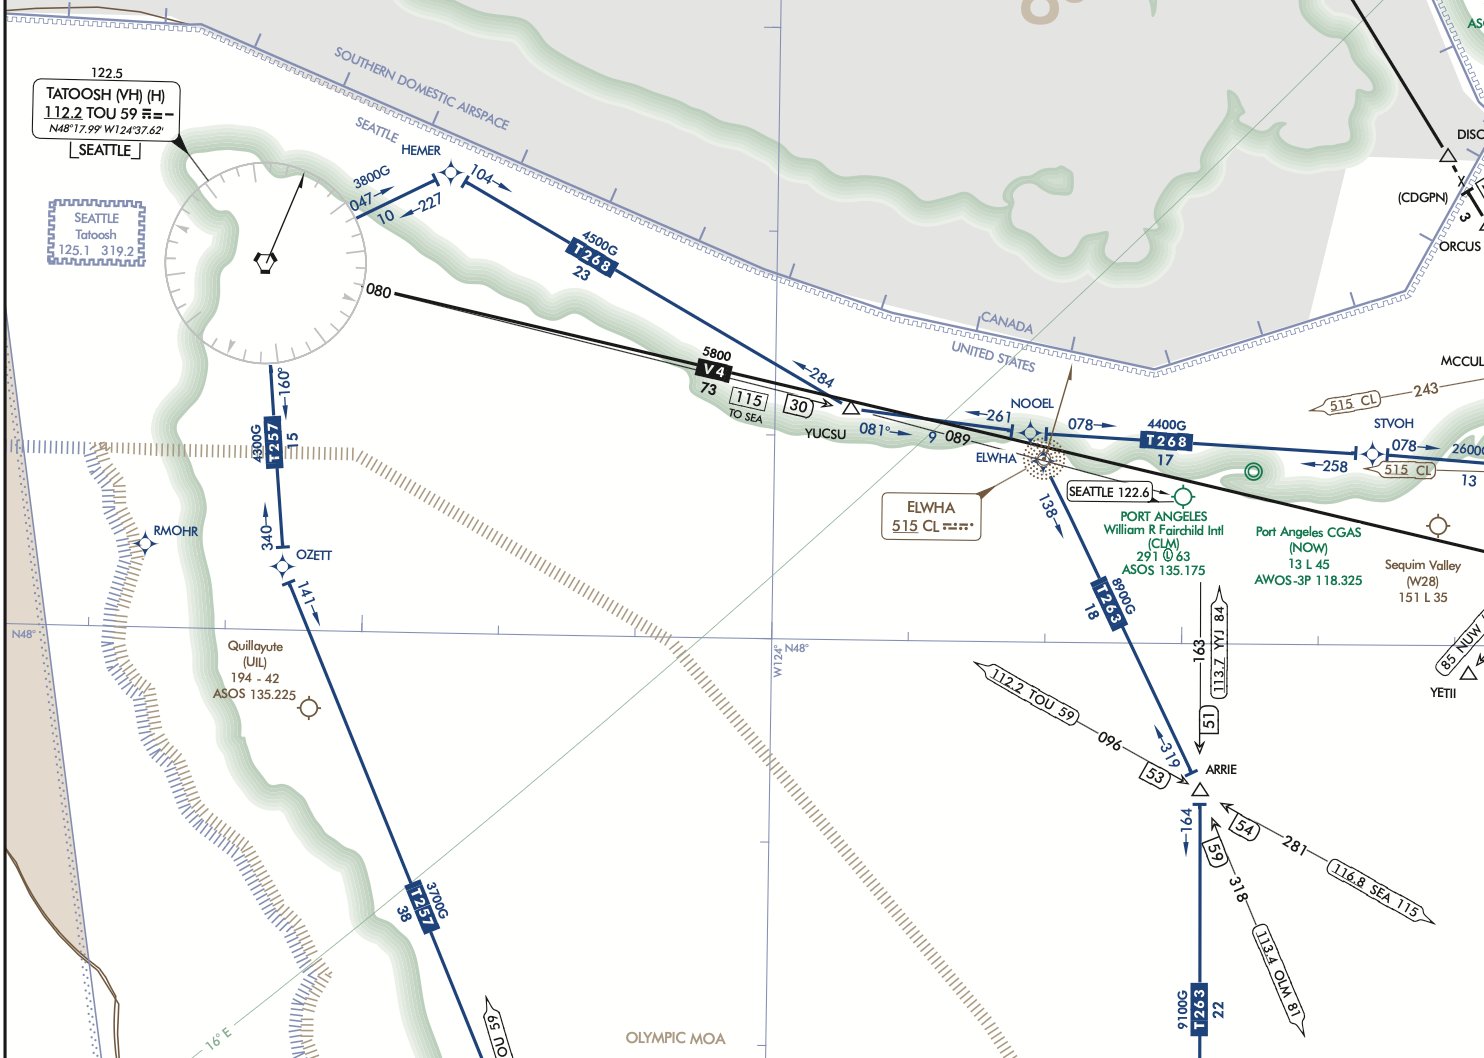 122.5
TATOOSH (VH) (H)
112.2 TOU 59
N48°17.99' W124°37.62'
SEATTLE
SEATTLE
Tatoosh
125.1 319.2
SOUTHERN DOMESTIC AIRSPACE
SEATTLE
HEMER
3800G
047
10
227
104
4500G
T268
23
284
080
5800
V4
73
115
TO SEA
30
YUCSU
081°
9
089
261
CANADA
UNITED STATES
NOOEL
ELWHA
078
4400G
T268
17
258
STVOH
078
2600G
13
515 CL
243
515 CL
MCCUL
DISC
X
(CDGPN)
3
ORCUS
ASO
ELWHA
515 CL
SEATTLE 122.6
PORT ANGELES
William R Fairchild Intl
(CLM)
291 L 63
ASOS 135.175
Port Angeles CGAS
(NOW)
13 L 45
AWOS-3P 118.325
Sequim Valley
(W28)
151 L 35
138
8900G
T263
18
319
163
113.7 YYJ 84
51
85 NUW
YETII
112.2 TOU 59
096
53
ARRIE
54
281
116.8 SEA 115
59
318
113.4 OLM 81
164
9100G
T263
22
160°
4300G
T257
15
340
RMOHR
OZETT
141
N48°
N48°
W124°
Quillayute
(UIL)
194 - 42
ASOS 135.225
3700G
T257
38
OU 59
16° E
OLYMPIC MOA